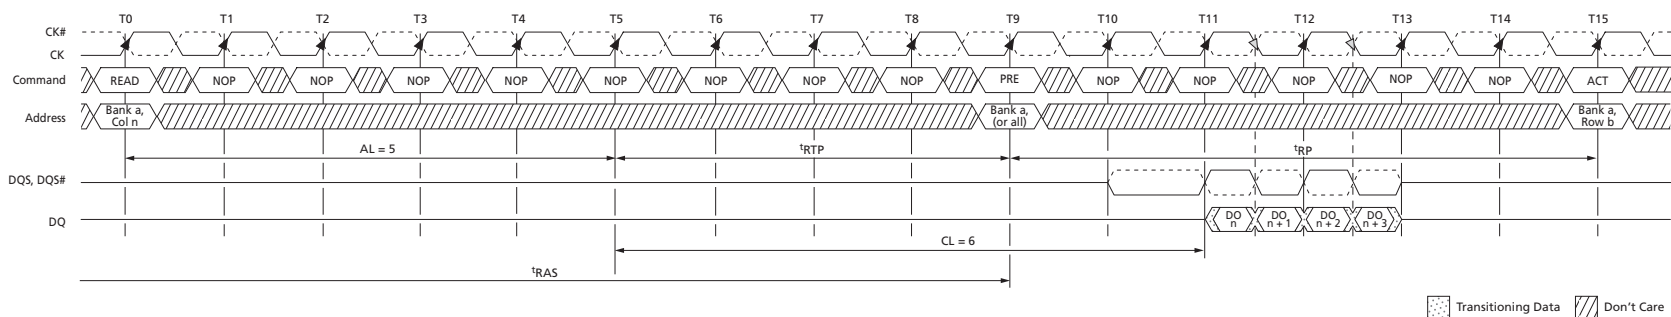 T0 T1 T2 T3 T4 T5 T6 T7 T8 T9 T10 T11 T12 T13 T14 T15
CK#
CK
Command READ NOP NOP NOP NOP NOP NOP NOP NOP PRE NOP NOP NOP NOP NOP ACT
Address Bank a, Col n Bank a, (or all) Bank a, Row b
AL = 5 tRTP tRP
DQS, DQS#
DQ DO n DO n + 1 DO n + 2 DO n + 3
CL = 6
tRAS
Transitioning Data Don't Care